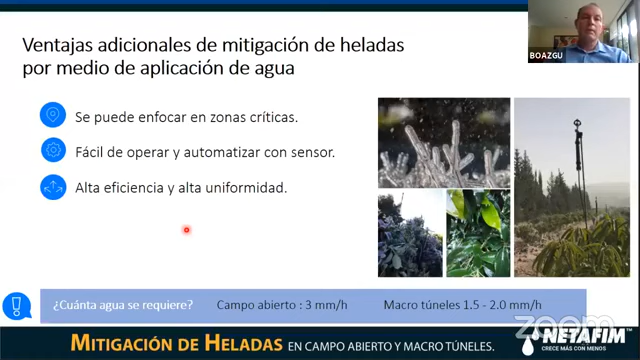 BOAZGU
Ventajas adicionales de mitigación de heladas
por medio de aplicación de agua
Se puede enfocar en zonas críticas.
Fácil de operar y automatizar con sensor.
Alta eficiencia y alta uniformidad.
¿Cuánta agua se requiere? Campo abierto : 3 mm/h Macro túneles 1.5 - 2.0 mm/h
zoom
MITIGACIÓN DE HELADAS EN CAMPO ABIERTO Y MACRO TÚNELES.
NETAFIM™
CRECE MÁS CON MENOS